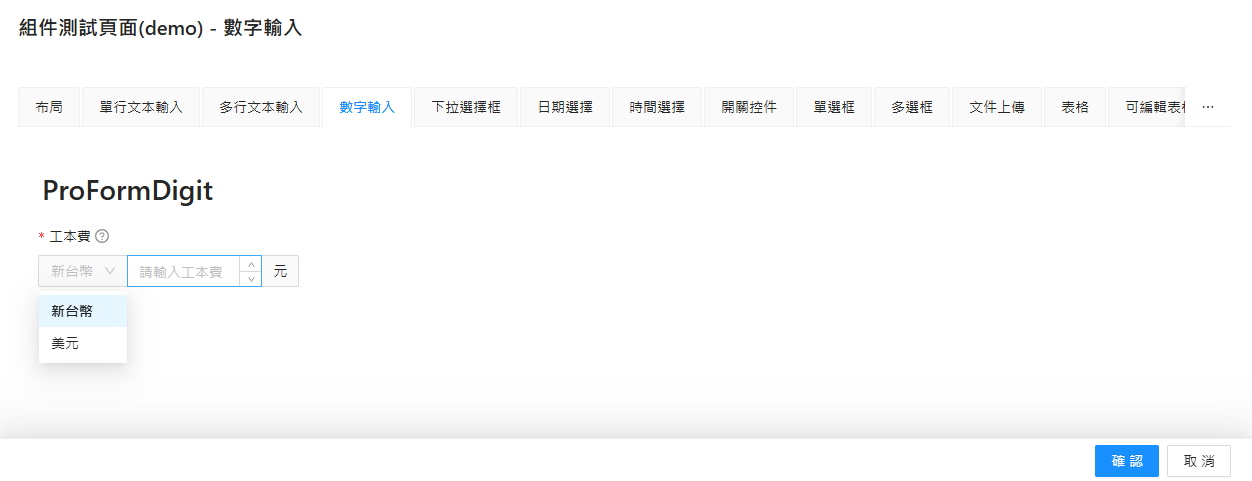 組件測試頁面(demo) - 數字輸入
布局 單行文本輸入 多行文本輸入 數字輸入 下拉選擇框 日期選擇 時間選擇 開關控件 單選框 多選框 文件上傳 表格 可編輯表 ...
ProFormDigit
* 工本費 ?
新台幣 請輸入工本費 元
新台幣
美元
確 認 取 消